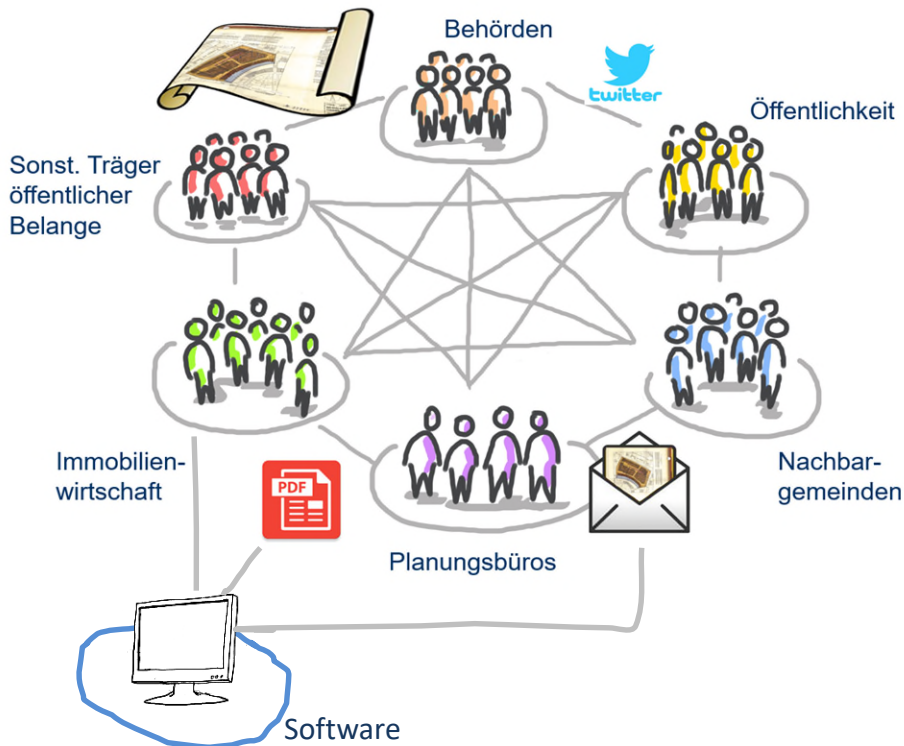 Behörden
twitter
Öffentlichkeit
Sonst. Träger
öffentlicher
Belange
Immobilien-
wirtschaft
PDF
Nachbar-
gemeinden
Planungsbüros
Software